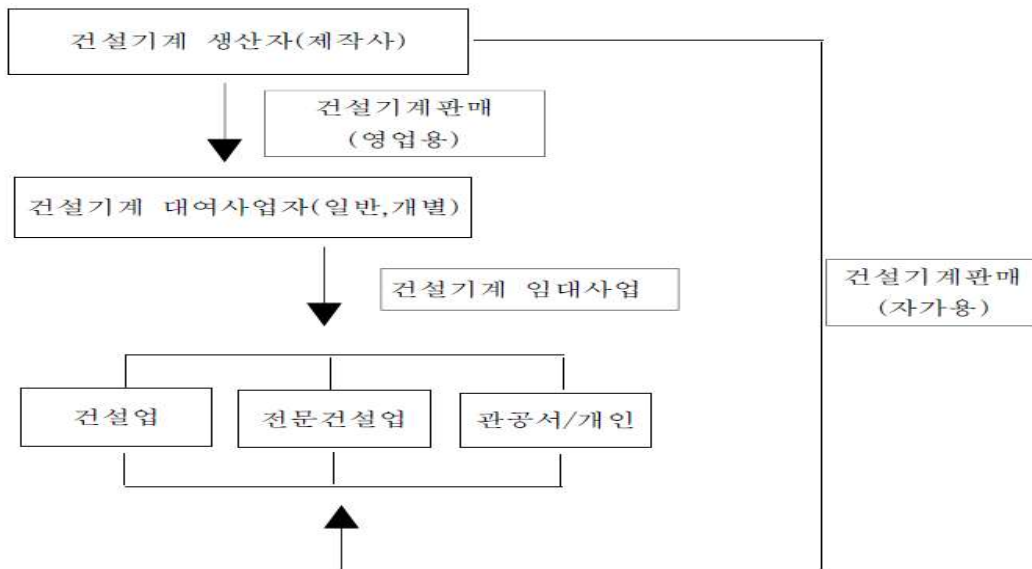 건설기계 생산자(제작사)
건설기계판매
(영업용)
건설기계 대여사업자(일반,개별)
건설기계 임대사업
건설기계판매
(자가용)
건설업
전문건설업
관공서/개인